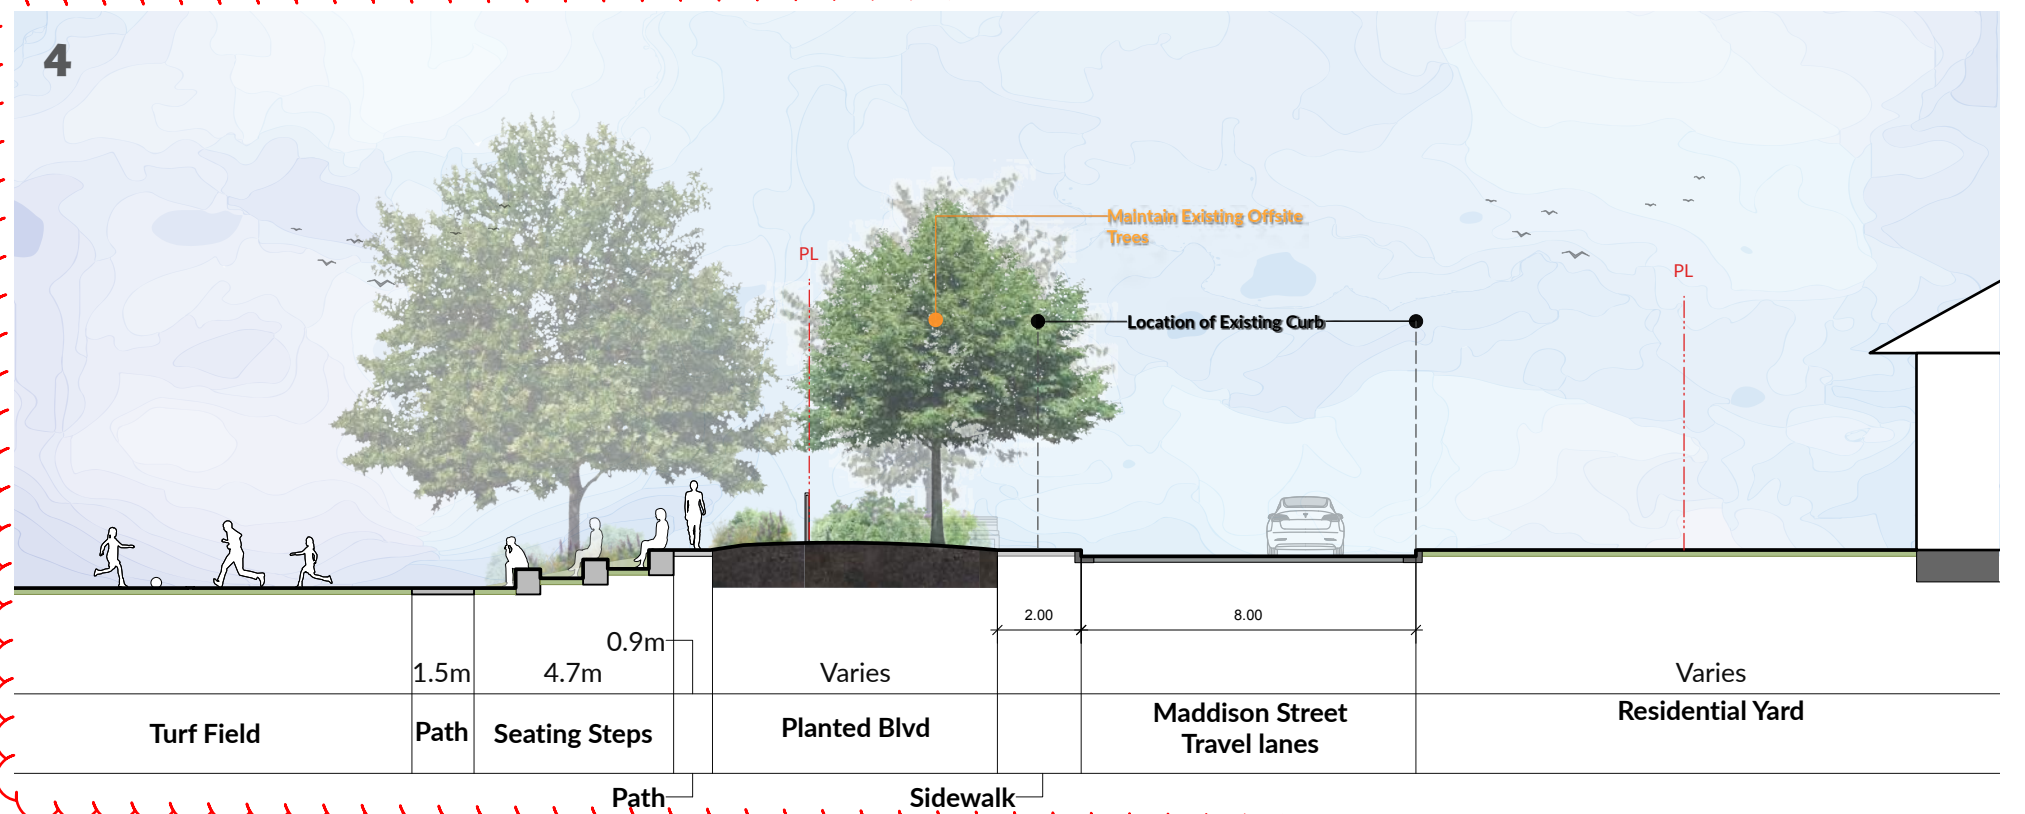 4
Maintain Existing Offsite
Trees
PL
PL
Location of Existing Curb
2.00
8.00
0.9m
1.5m
4.7m
Varies
Varies
Turf Field
Path
Seating Steps
Planted Blvd
Maddison Street
Travel lanes
Residential Yard
Path
Sidewalk